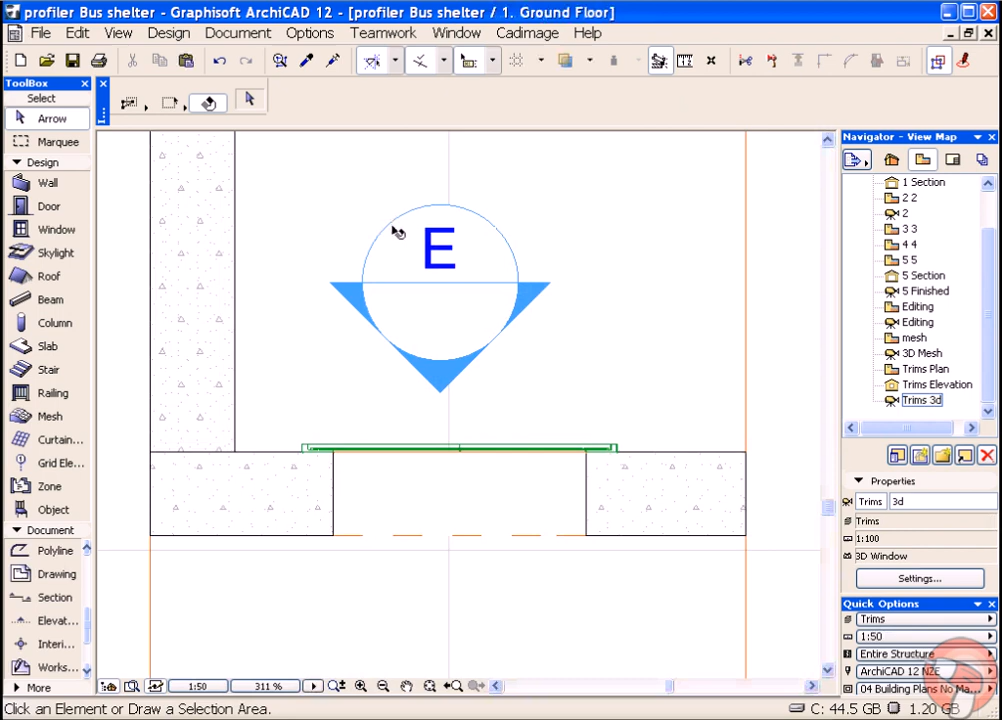 profiler Bus shelter - Graphisoft ArchiCAD 12 - [profiler Bus shelter / 1. Ground Floor]
File Edit View Design Document Options Teamwork Window Cadimage Help
ToolBox
Select
Arrow
Marquee
Design
Wall
Door
Window
Skylight
Roof
Beam
Column
Slab
Stair
Railing
Mesh
Curtain...
Grid Ele...
Zone
Object
Document
Polyline
Drawing
Section
Elevat...
Interi...
Works...
More
E
Navigator - View Map
1 Section
2 2
2
3 3
4 4
5 5
5 Section
5 Finished
Editing
Editing
mesh
3D Mesh
Trims Plan
Trims Elevation
Trims 3d
Properties
Trims 3d
Trims
1:100
3D Window
Settings...
Quick Options
Trims
1:50
Entire Structure
ArchiCAD 12 NZE
04 Building Plans No Ma...
1:50 311 %
Click an Element or Draw a Selection Area.
C: 44.5 GB 1.20 GB